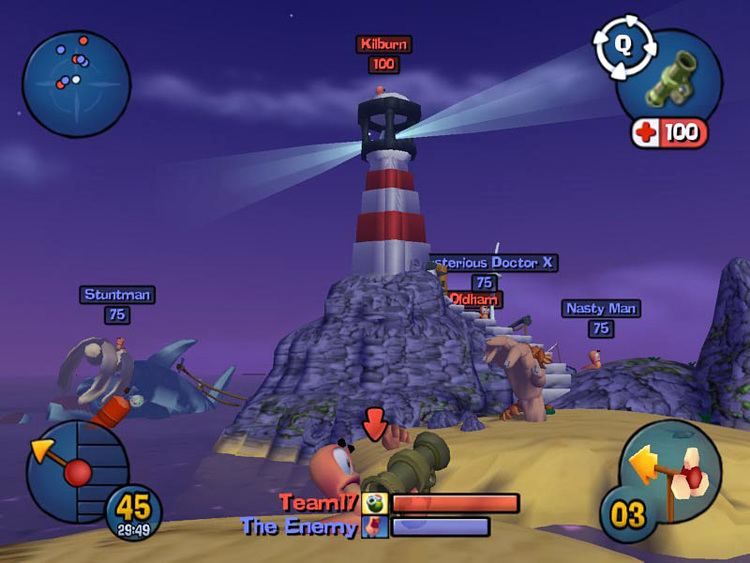 Kilburn
100
Q
100
sterious Doctor X
75
Oldham
Stuntman
75
Nasty Man
75
45
29:49
Team17
The Enemy
03